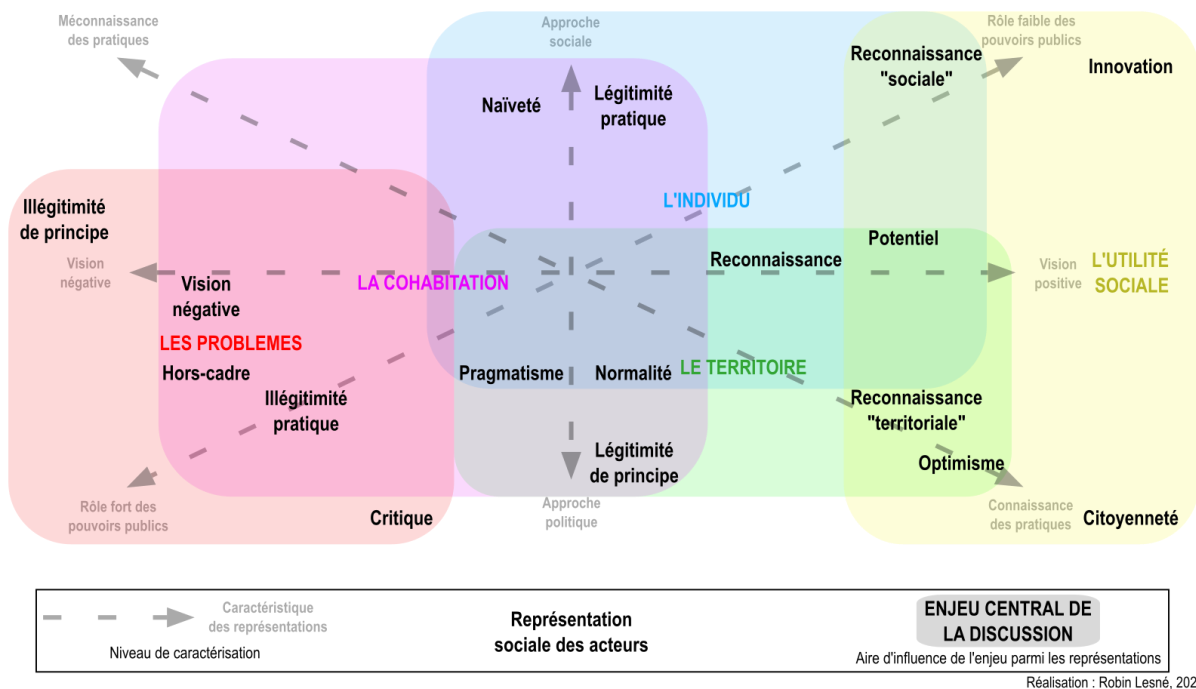 Méconnaissance
des pratiques
Approche
sociale
Rôle faible des
pouvoirs publics
Reconnaissance
"sociale"
Innovation
Naïveté
Légitimité
pratique
Illégitimité
de principe
L'INDIVIDU
Potentiel
Reconnaissance
Vision
négative
Vision
négative
LA COHABITATION
Vision
positive
L'UTILITÉ
SOCIALE
LES PROBLEMES
Hors-cadre
Pragmatisme
Normalité
LE TERRITOIRE
Illégitimité
pratique
Reconnaissance
"territoriale"
Légitimité
de principe
Optimisme
Rôle fort des
pouvoirs publics
Critique
Approche
politique
Connaissance
des pratiques
Citoyenneté
Caractéristique
des représentations
Niveau de caractérisation
Représentation
sociale des acteurs
ENJEU CENTRAL DE
LA DISCUSSION
Aire d'influence de l'enjeu parmi les représentations
Réalisation : Robin Lesné, 202